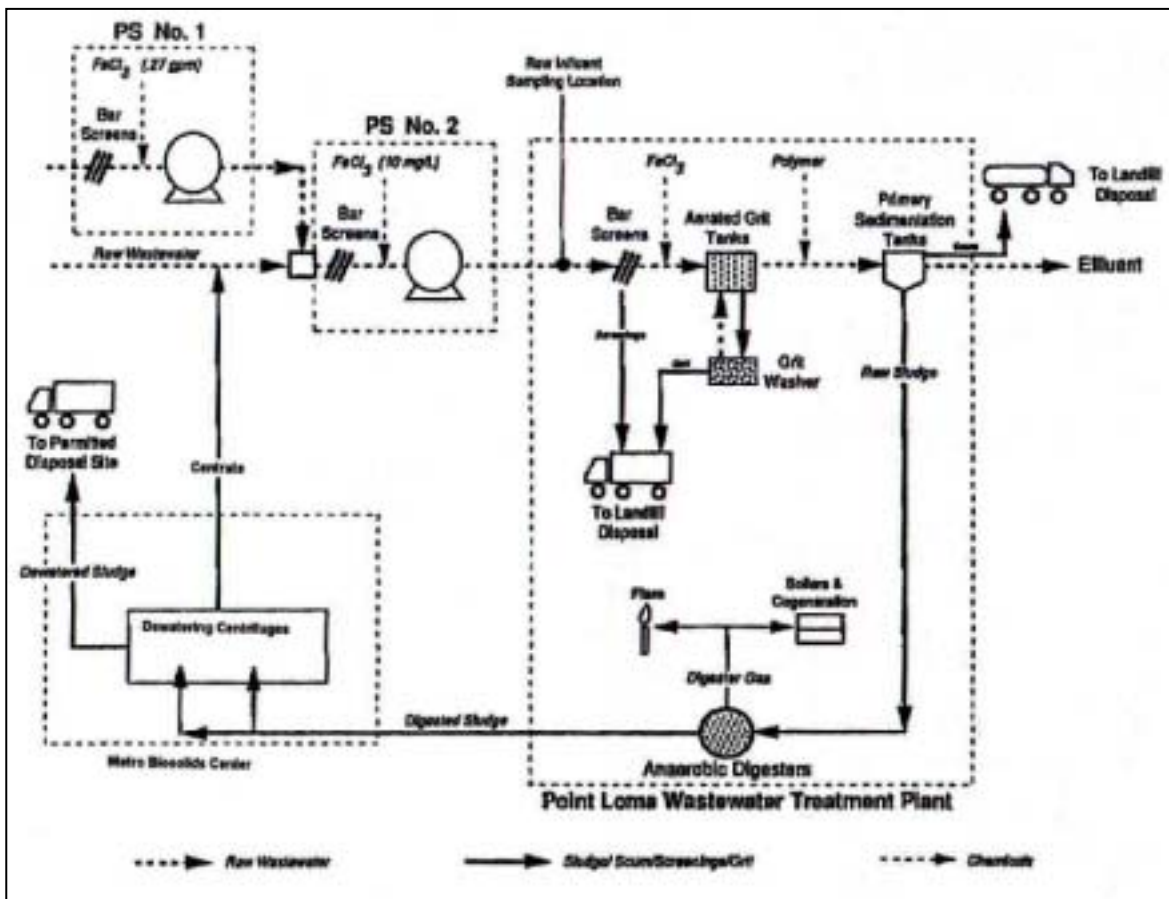 PS No. 1
FeCl2 (.27 gpm)
Bar
Screens
Raw Influent
Sampling Location
PS No. 2
FeCl3 (10 mg/L)
Bar
Screens
Raw Wastewater
Bar
Screens
FeCl3
Aerated Grit
Tanks
Polymer
Primary
Sedimentation
Tanks
To Landfill
Disposal
Scum
Effluent
Screenings
Grit
Grit
Washer
Raw Sludge
To Landfill
Disposal
To Permitted
Disposal Site
Centrate
Dewatered Sludge
Dewatering Centrifuges
Metro Biosolids Center
Digested Sludge
Flare
Boilers &
Cogeneration
Digester Gas
Anaerobic Digesters
Point Loma Wastewater Treatment Plant
Raw Wastewater
Sludge/ Scum/Screenings/Grit
Chemicals